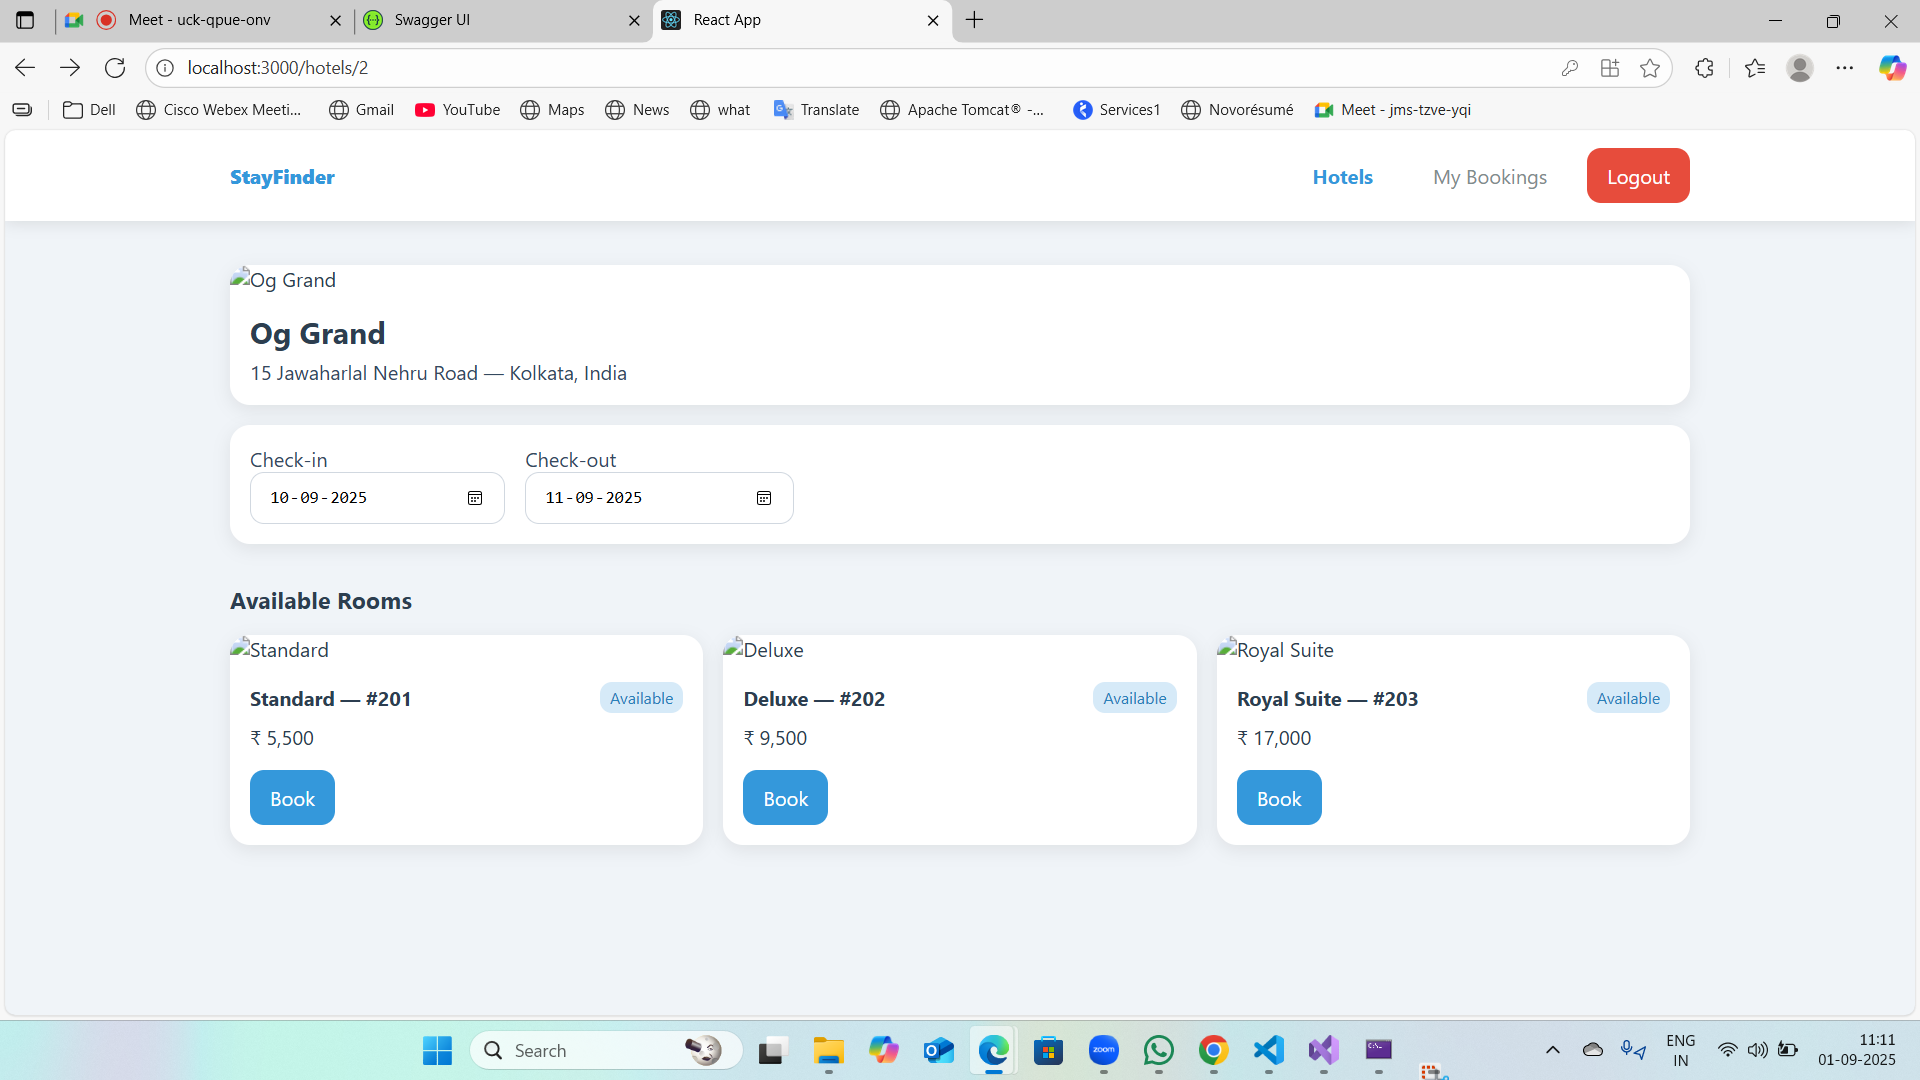 Meet - uck-qpue-onv
Swagger UI
React App
localhost:3000/hotels/2
Dell
Cisco Webex Meeti...
Gmail
YouTube
Maps
News
what
Translate
Apache Tomcat® -...
Services1
Novorésumé
Meet - jms-tzve-yqi
StayFinder
Hotels
My Bookings
Logout
Og Grand
Og Grand
15 Jawaharlal Nehru Road — Kolkata, India
Check-in
Check-out
10-09-2025
11-09-2025
Available Rooms
Standard
Deluxe
Royal Suite
Standard — #201
Available
Deluxe — #202
Available
Royal Suite — #203
Available
₹ 5,500
₹ 9,500
₹ 17,000
Book
Book
Book
Search
zoom
ENG
IN
11:11
01-09-2025